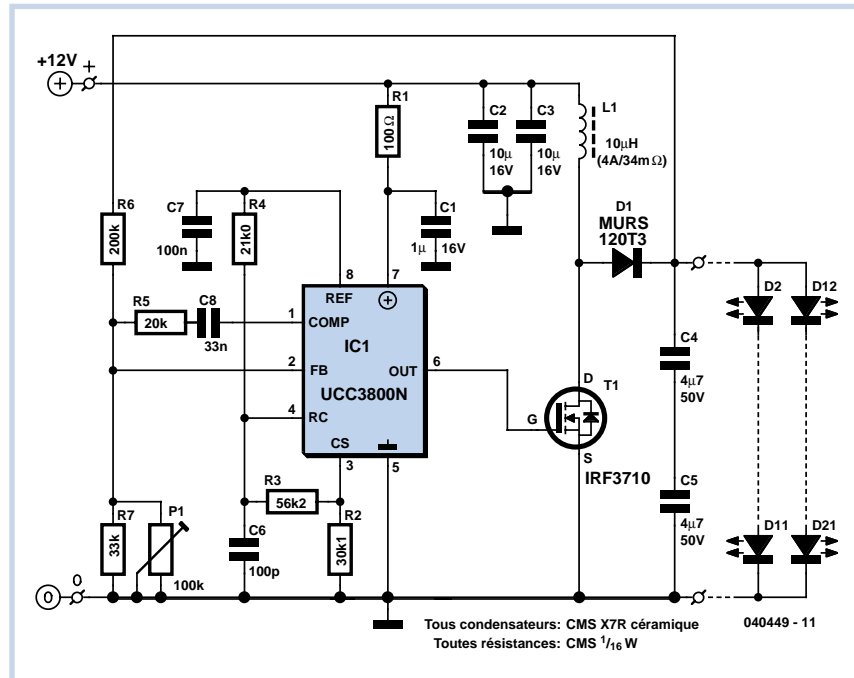 +12V
+
R1
100Ω
C2
10µ
16V
C3
10µ
16V
L1
10µH
(4A/34mΩ)
R6
200k
C7
100n
R4
21k0
C1
1µ 16V
D1
MURS
120T3
D2
D12
R5
20k
C8
33n
8
7
REF
1
COMP
IC1
2
FB
OUT
6
UCC3800N
4
RC
CS
3
5
D
T1
G
S
IRF3710
C4
4µ7
50V
C5
4µ7
50V
R3
56k2
R7
33k
P1
100k
C6
100p
R2
30k1
D11
D21
0
0
Tous condensateurs: CMS X7R céramique
Toutes résistances: CMS 1/16 W
040449 - 11